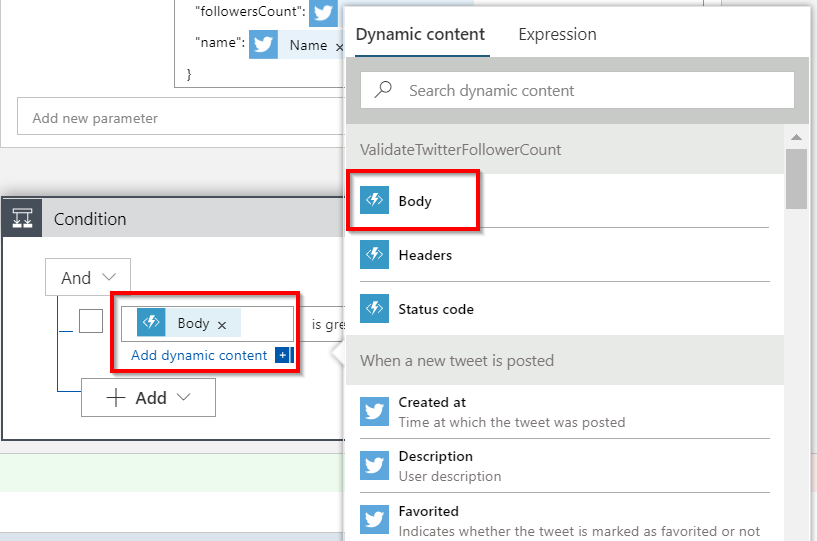 "followersCount":
"name": Name ×
}
Add new parameter
Condition
And
Body ×
is gre
Add dynamic content +
+ Add
Dynamic content Expression
Search dynamic content
ValidateTwitterFollowerCount
Body
Headers
Status code
When a new tweet is posted
Created at
Time at which the tweet was posted
Description
User description
Favorited
Indicates whether the tweet is marked as favorited or not